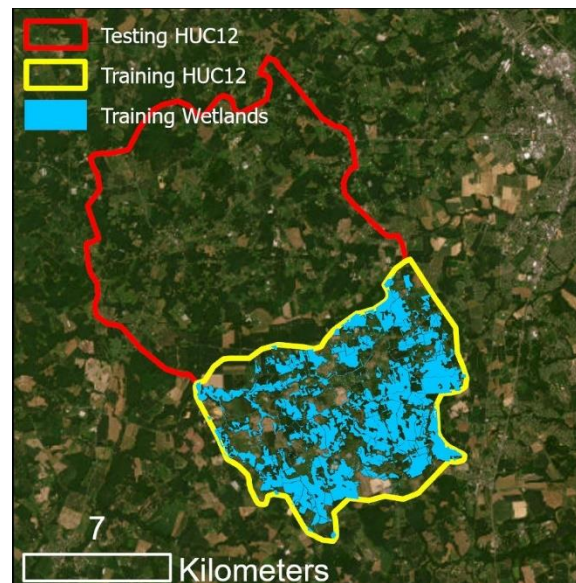 Testing HUC12
Training HUC12
Training Wetlands
7
Kilometers